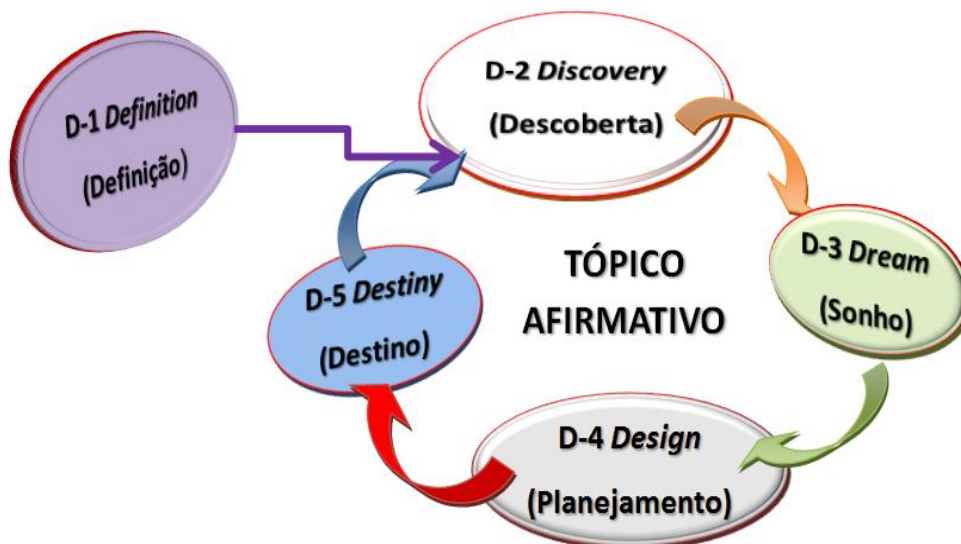 D-1 Definition
(Definição)
D-2 Discovery
(Descoberta)
D-3 Dream
(Sonho)
D-4 Design
(Planejamento)
D-5 Destiny
(Destino)
TÓPICO
AFIRMATIVO